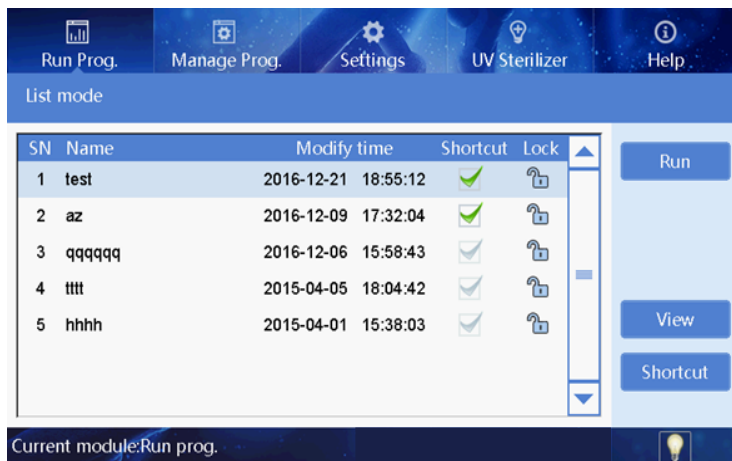 Run Prog. Manage Prog. Settings UV Sterilizer Help
List mode
SN Name Modify time Shortcut Lock
1 test 2016-12-21 18:55:12
2 az 2016-12-09 17:32:04
3 qqqqqq 2016-12-06 15:58:43
4 tttt 2015-04-05 18:04:42
5 hhhh 2015-04-01 15:38:03
Run
View
Shortcut
Current module:Run prog.